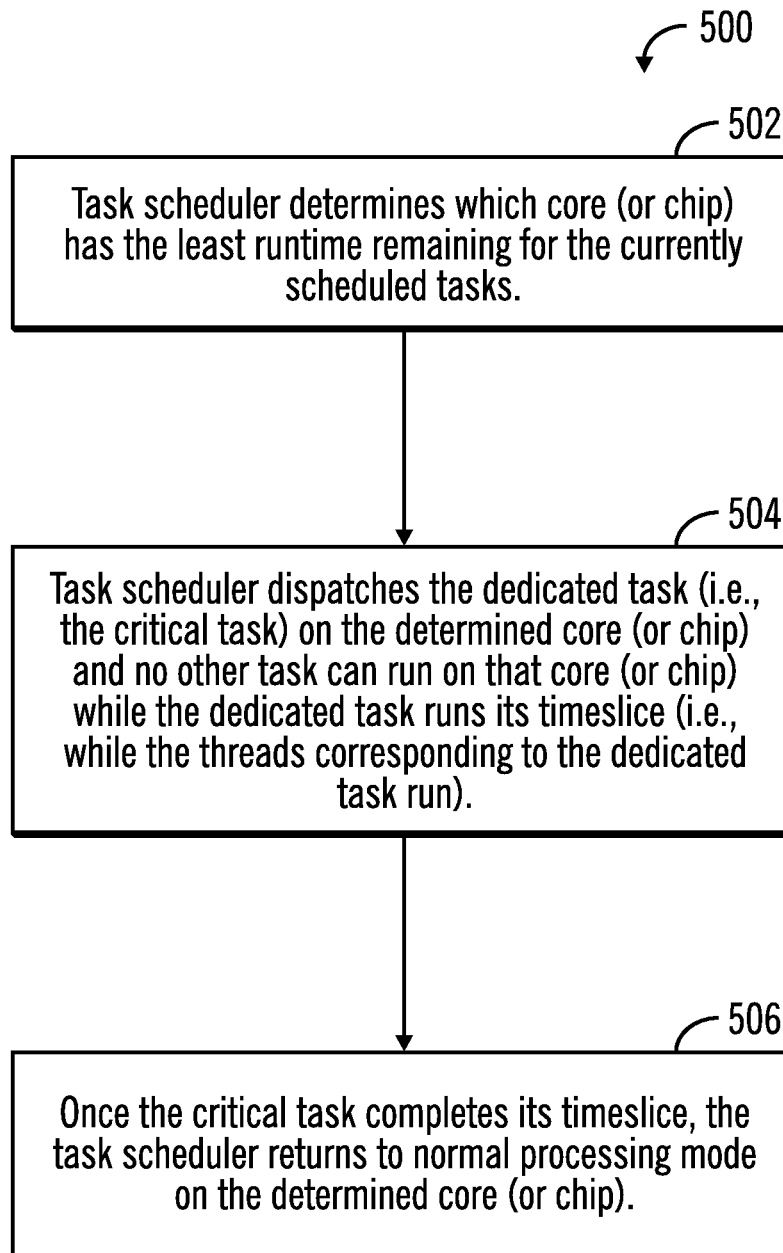 500
502
Task scheduler determines which core (or chip)
has the least runtime remaining for the currently
scheduled tasks.
504
Task scheduler dispatches the dedicated task (i.e.,
the critical task) on the determined core (or chip)
and no other task can run on that core (or chip)
while the dedicated task runs its timeslice (i.e.,
while the threads corresponding to the dedicated
task run).
506
Once the critical task completes its timeslice, the
task scheduler returns to normal processing mode
on the determined core (or chip).